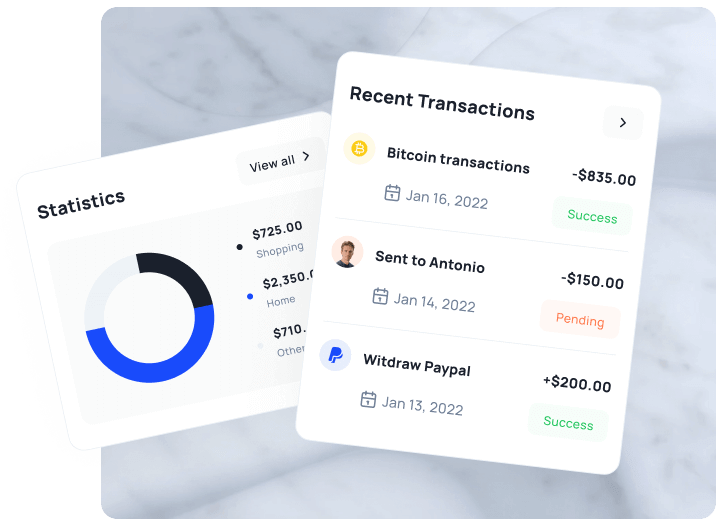 Statistics
View all
$725.00
Shopping
$2,350.
Home
$710.
Other
Recent Transactions
Bitcoin transactions
-$835.00
Jan 16, 2022
Success
Sent to Antonio
-$150.00
Jan 14, 2022
Pending
Witdraw Paypal
+$200.00
Jan 13, 2022
Success